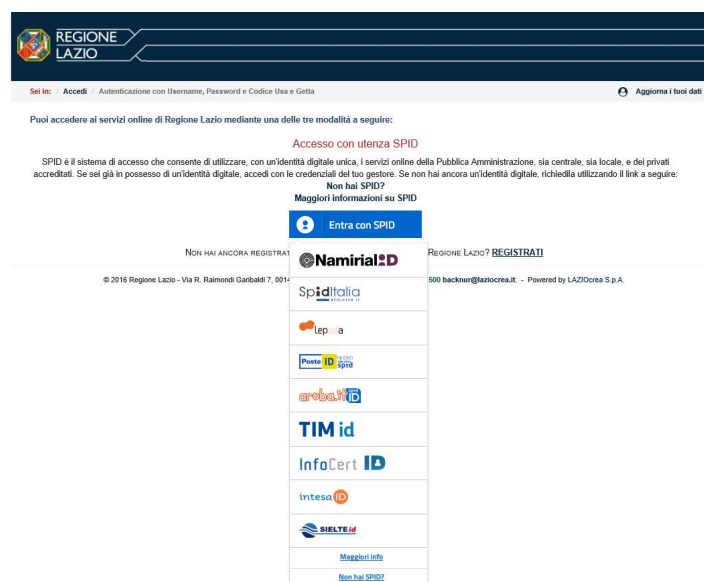 REGIONE
LAZIO
Sei in: / Accedi / Autenticazione con Username, Password e Codice Usa e Getta
Aggiorna i tuoi dati
Puoi accedere ai servizi online di Regione Lazio mediante una delle tre modalità a seguire:
Accesso con utenza SPID
SPID è il sistema di accesso che consente di utilizzare, con un'identità digitale unica, i servizi online della Pubblica Amministrazione, sia centrale, sia locale, e dei privati
accreditati. Se sei già in possesso di un'identità digitale, accedi con le credenziali del tuo gestore. Se non hai ancora un'identità digitale, richiedila utilizzando il link a seguire:
Non hai SPID?
Maggiori informazioni su SPID
Entra con SPID
NON HAI ANCORA REGISTRAT REGIONE LAZIO? REGISTRATI
Namirial ID
© 2016 Regione Lazio - Via R. Raimondi Garibaldi 7, 0014 500 backnur@laziocrea.it - Powered by LAZIOcrea S.p.A.
SpidItalia
REGISTER.IT
lep a
Poste ID NUOVO spid
aruba.it spid ID
TIM id
InfoCert ID
intesa ID
SIELTE id
Maggiori info
Non hai SPID?